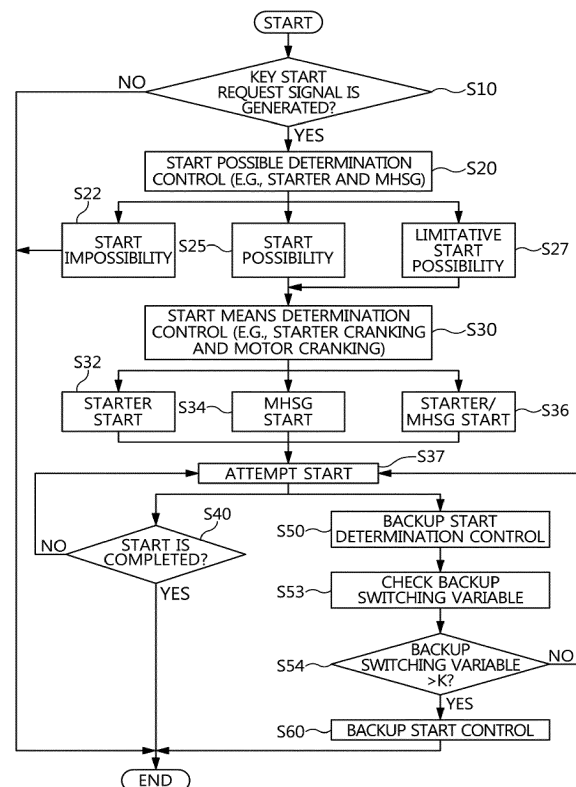 START
NO
KEY START
REQUEST SIGNAL IS
GENERATED?
S10
YES
START POSSIBLE DETERMINATION
CONTROL (E.G., STARTER AND MHSG)
S20
S22
START
IMPOSSIBILITY
S25
START
POSSIBILITY
LIMITATIVE
START
POSSIBILITY
S27
START MEANS DETERMINATION
CONTROL (E.G., STARTER CRANKING
AND MOTOR CRANKING)
S30
S32
STARTER
START
S34
MHSG
START
STARTER/
MHSG START
S36
S37
ATTEMPT START
S40
START IS
COMPLETED?
NO
YES
S50
BACKUP START
DETERMINATION CONTROL
S53
CHECK BACKUP
SWITCHING VARIABLE
S54
BACKUP
SWITCHING VARIABLE
>K?
NO
YES
S60
BACKUP START CONTROL
END